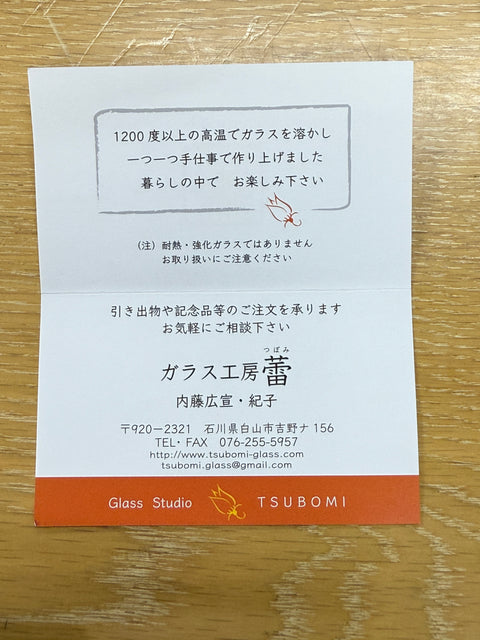 1200度以上の高温でガラスを溶かし
一つ一つ手仕事で作り上げました
暮らしの中で お楽しみ下さい
（注）耐熱・強化ガラスではありません
お取り扱いにご注意ください
引き出物や記念品等のご注文を承ります
お気軽にご相談下さい
つぼみ
ガラス工房 蕾
内藤広宣・紀子
〒920−2321 石川県白山市吉野ナ156
TEL・FAX 076-255-5957
http://www.tsubomi-glass.com
tsubomi.glass@gmail.com
Glass Studio TSUBOMI